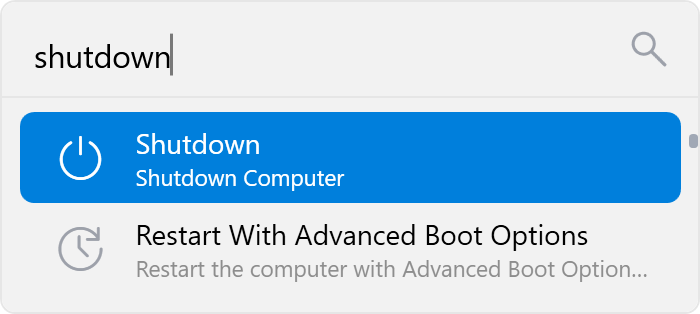 shutdown
Shutdown
Shutdown Computer
Restart With Advanced Boot Options
Restart the computer with Advanced Boot Option...